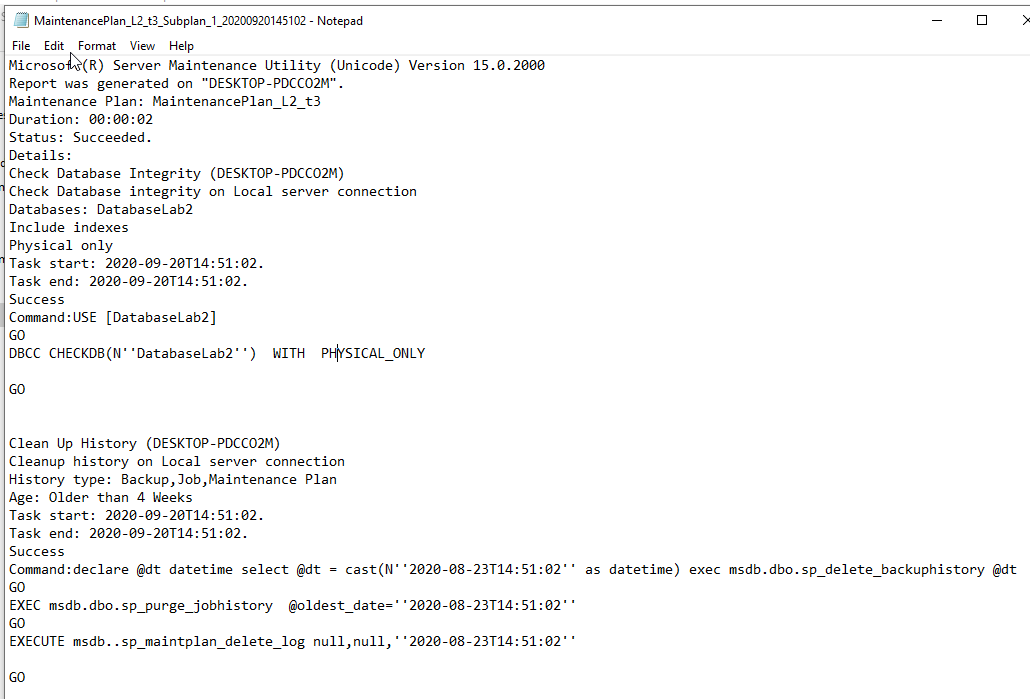 MaintenancePlan_L2_t3_Subplan_1_20200920145102 - Notepad
File Edit Format View Help
Microsoft(R) Server Maintenance Utility (Unicode) Version 15.0.2000
Report was generated on "DESKTOP-PDCCO2M".
Maintenance Plan: MaintenancePlan_L2_t3
Duration: 00:00:02
Status: Succeeded.
Details:
Check Database Integrity (DESKTOP-PDCCO2M)
Check Database integrity on Local server connection
Databases: DatabaseLab2
Include indexes
Physical only
Task start: 2020-09-20T14:51:02.
Task end: 2020-09-20T14:51:02.
Success
Command:USE [DatabaseLab2]
GO
DBCC CHECKDB(N''DatabaseLab2'')  WITH  PHYSICAL_ONLY
GO
Clean Up History (DESKTOP-PDCCO2M)
Cleanup history on Local server connection
History type: Backup,Job,Maintenance Plan
Age: Older than 4 Weeks
Task start: 2020-09-20T14:51:02.
Task end: 2020-09-20T14:51:02.
Success
Command:declare @dt datetime select @dt = cast(N''2020-08-23T14:51:02'' as datetime) exec msdb.dbo.sp_delete_backuphistory @dt
GO
EXEC msdb.dbo.sp_purge_jobhistory  @oldest_date=''2020-08-23T14:51:02''
GO
EXECUTE msdb..sp_maintplan_delete_log null,null,''2020-08-23T14:51:02''
GO